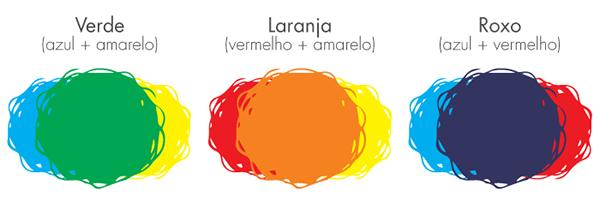 Verde
(azul + amarelo)
Laranja
(vermelho + amarelo)
Roxo
(azul + vermelho)